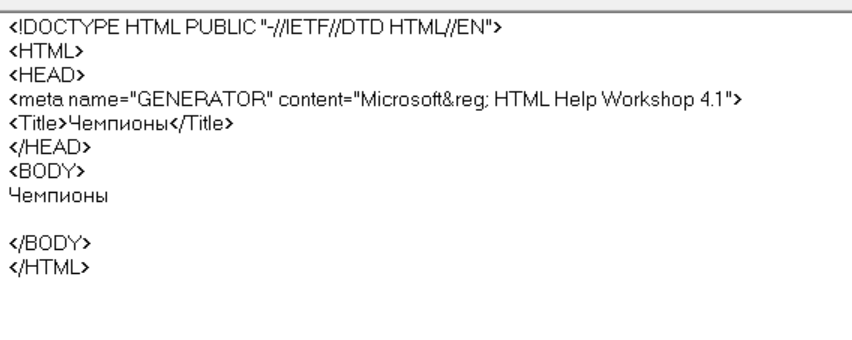 <!DOCTYPE HTML PUBLIC "-//IETF//DTD HTML//EN">
<HTML>
<HEAD>
<meta name="GENERATOR" content="Microsoft&reg; HTML Help Workshop 4.1">
<Title>Чемпионы</Title>
</HEAD>
<BODY>
Чемпионы
</BODY>
</HTML>